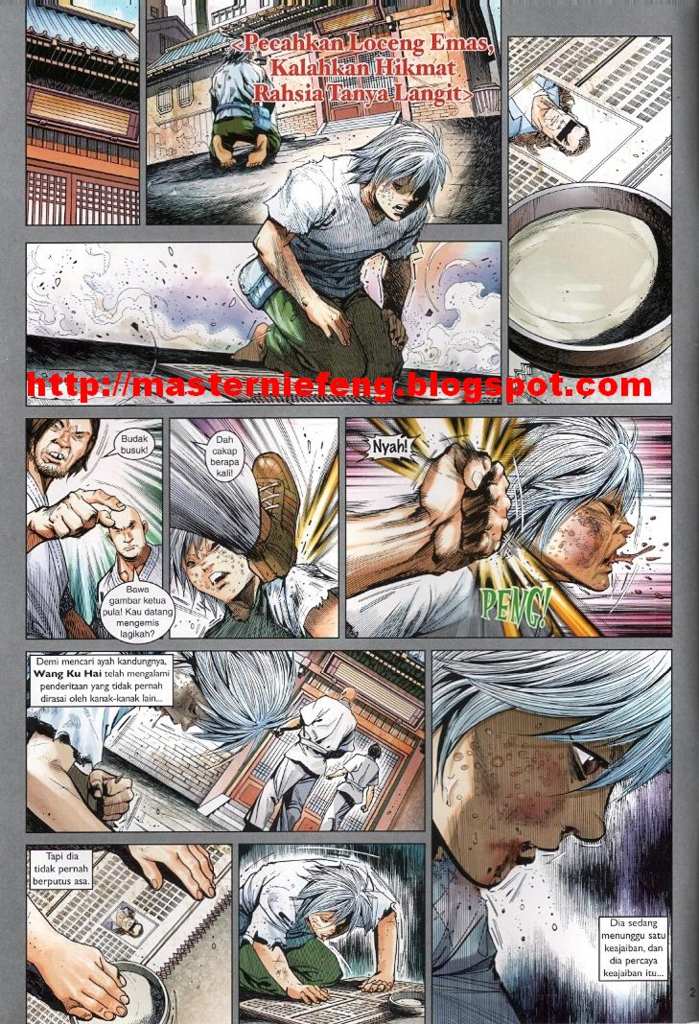 <Pecahkan Loceng Emas,
Kalahkan Hikmat
Rahsia Tanya Langit>
http://masterniefeng.blogspot.com
Budak
busuk!
Bawa
gambar ketua
pula! Kau datang
mengemis
lagikah?
Dah
cakap
berapa
kali!
Nyah!
PENG!
Demi mencari ayah kandungnya,
Wang Ku Hai telah mengalami
penderitaan yang tidak pernah
dirasai oleh kanak-kanak lain...
Tapi dia
tidak pernah
berputus asa.
Dia sedang
menunggu satu
keajaiban, dan
dia percaya
keajaiban itu...
2